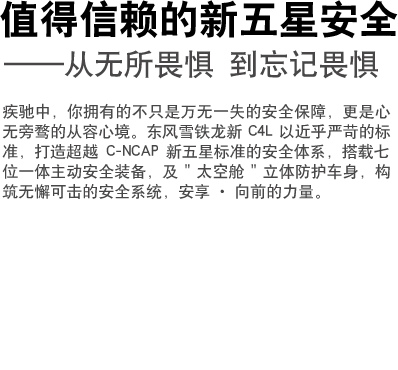 值得信赖的新五星安全
——从无所畏惧 到忘记畏惧
疾驰中，你拥有的不只是万无一失的安全保障，更是心
无旁骛的从容心境。东风雪铁龙新 C4L 以近乎严苛的标
准，打造超越 C-NCAP 新五星标准的安全体系，搭载七
位一体主动安全装备，及 " 太空舱 " 立体防护车身，构
筑无懈可击的安全系统，安享 · 向前的力量。